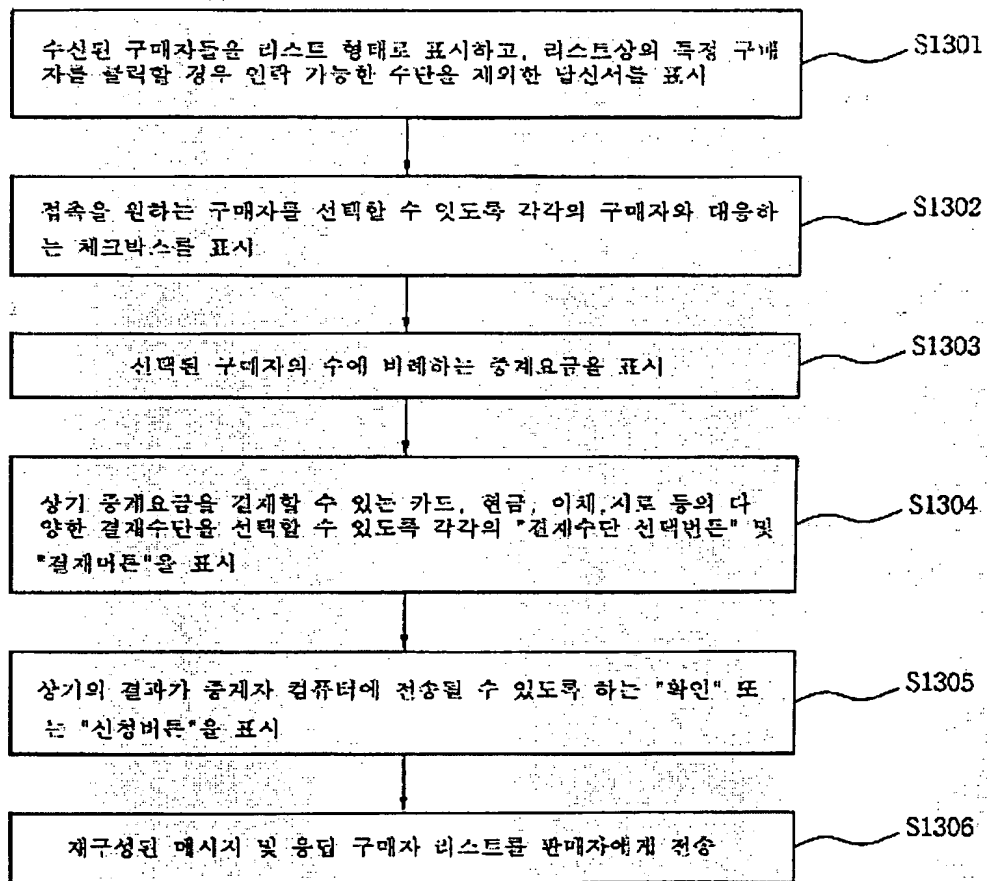 수신된 구매자들을 리스트 형태로 표시하고, 리스트상의 특정 구매
자를 클릭할 경우 연락 가능한 수단을 제외한 답신서를 표시
S1301
접촉을 원하는 구매자를 선택할 수 잇도록 각각의 구매자와 대응하
는 체크박스를 표시
S1302
선택된 구매자의 수에 비례하는 중계요금을 표시
S1303
상기 중계요금을 결재할 수 있는 카드, 현금, 이체,지로 등의 다
양한 결재수단을 선택할 수 있도록 각각의 "결재수단 선택버튼" 및
"결재버튼"을 표시
S1304
상기의 결과가 중계자 컴퓨터에 전송될 수 있도록 하는 "확인" 또
는 "신청버튼"을 표시
S1305
재구성된 메시지 및 응답 구매자 리스트를 판매자에게 전송
S1306